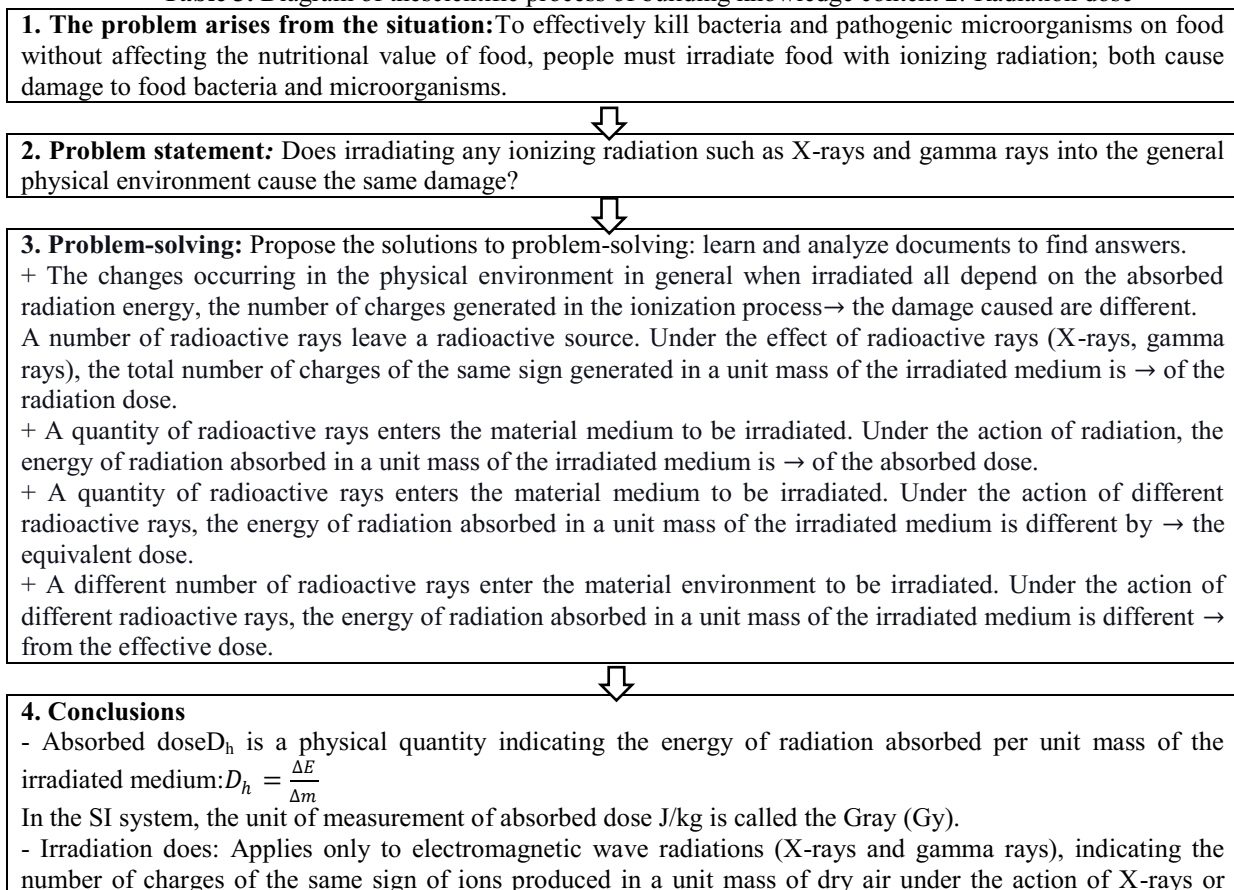 Table 3: Diagram of thescientific process of building knowledge content 2: Radiation dose
1. The problem arises from the situation:To effectively kill bacteria and pathogenic microorganisms on food
without affecting the nutritional value of food, people must irradiate food with ionizing radiation; both cause
damage to food bacteria and microorganisms.
2. Problem statement: Does irradiating any ionizing radiation such as X-rays and gamma rays into the general
physical environment cause the same damage?
3. Problem-solving: Propose the solutions to problem-solving: learn and analyze documents to find answers.
+ The changes occurring in the physical environment in general when irradiated all depend on the absorbed
radiation energy, the number of charges generated in the ionization process→ the damage caused are different.
A number of radioactive rays leave a radioactive source. Under the effect of radioactive rays (X-rays, gamma
rays), the total number of charges of the same sign generated in a unit mass of the irradiated medium is → of the
radiation dose.
+ A quantity of radioactive rays enters the material medium to be irradiated. Under the action of radiation, the
energy of radiation absorbed in a unit mass of the irradiated medium is → of the absorbed dose.
+ A quantity of radioactive rays enters the material medium to be irradiated. Under the action of different
radioactive rays, the energy of radiation absorbed in a unit mass of the irradiated medium is different by → the
equivalent dose.
+ A different number of radioactive rays enter the material environment to be irradiated. Under the action of
different radioactive rays, the energy of radiation absorbed in a unit mass of the irradiated medium is different →
from the effective dose.
4. Conclusions
- Absorbed doseD_h is a physical quantity indicating the energy of radiation absorbed per unit mass of the
irradiated medium:D_h = ΔE/Δm
In the SI system, the unit of measurement of absorbed dose J/kg is called the Gray (Gy).
- Irradiation does: Applies only to electromagnetic wave radiations (X-rays and gamma rays), indicating the
number of charges of the same sign of ions produced in a unit mass of dry air under the action of X-rays or